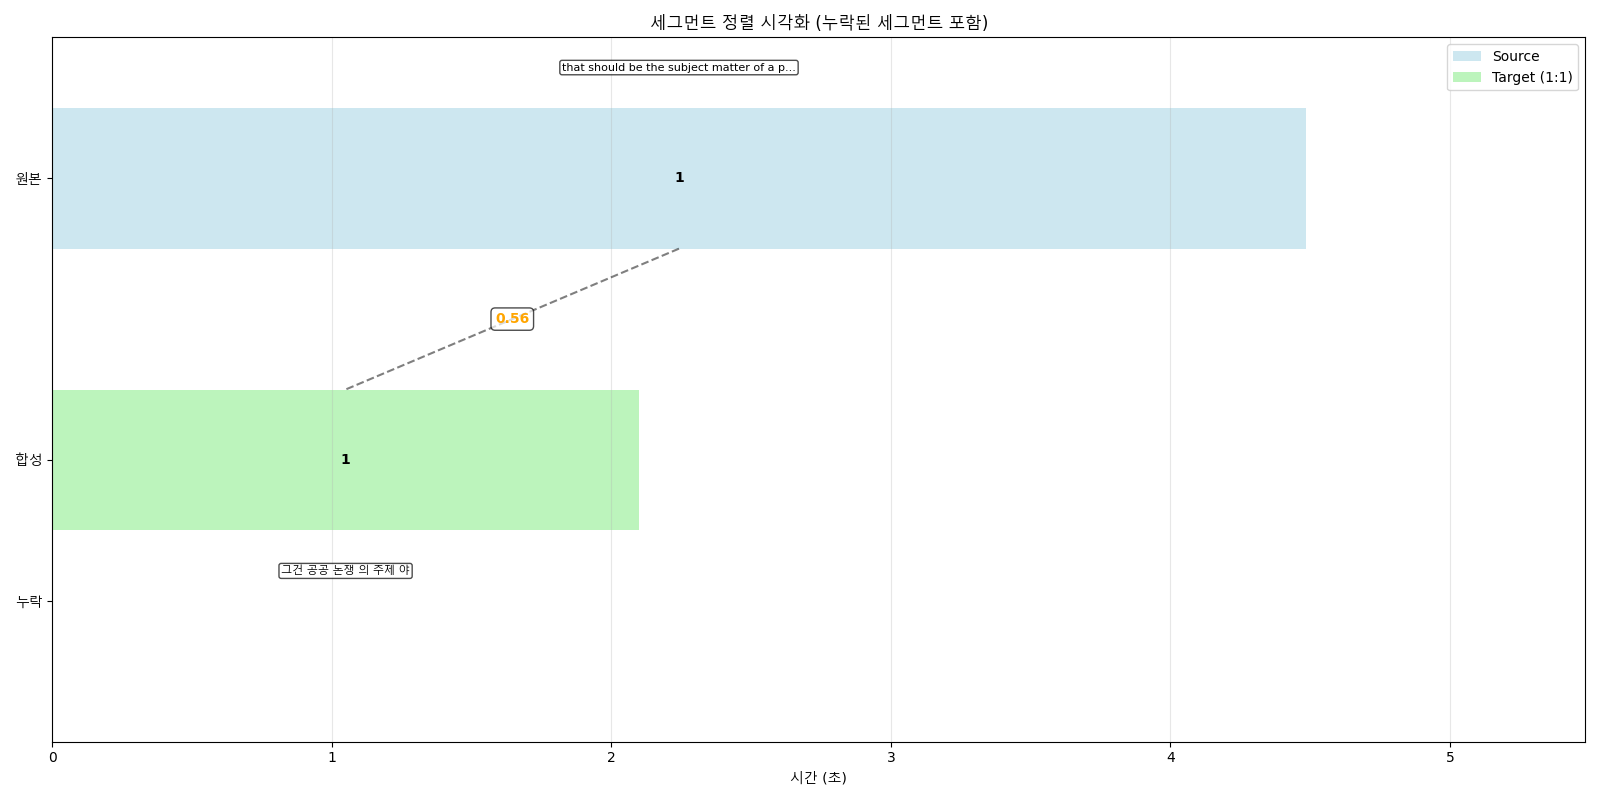 세그먼트 정렬 시각화 (누락된 세그먼트 포함)
that should be the subject matter of a p...
Source
Target (1:1)
원본
1
0.56
합성
1
그건 공공 논쟁 의 주제 야
누락
0 1 2 3 4 5
시간 (초)